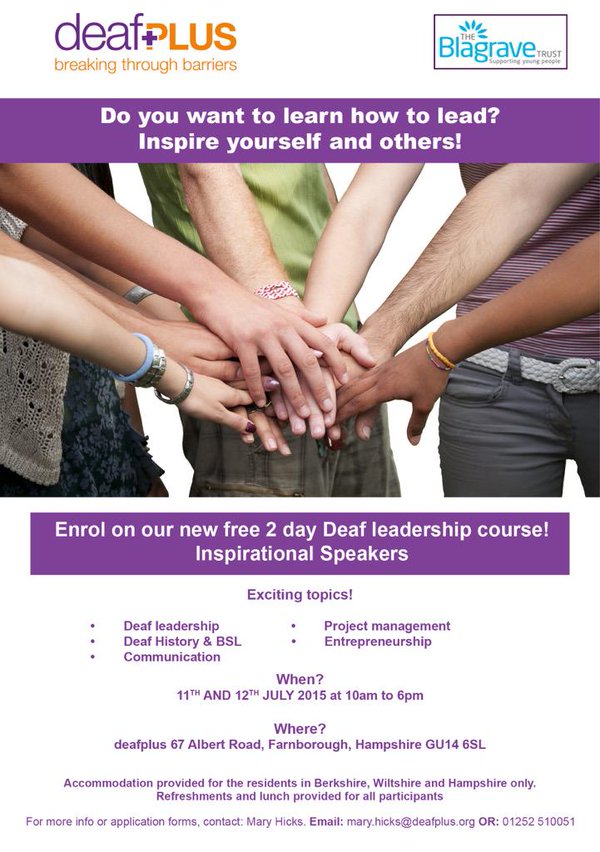 deafPLUS
breaking through barriers
THE
Blagrave TRUST
Supporting young people
Do you want to learn how to lead?
Inspire yourself and others!
Enrol on our new free 2 day Deaf leadership course!
Inspirational Speakers
Exciting topics!
• Deaf leadership
• Deaf History & BSL
• Communication
• Project management
• Entrepreneurship
When?
11TH AND 12TH JULY 2015 at 10am to 6pm
Where?
deafplus 67 Albert Road, Farnborough, Hampshire GU14 6SL
Accommodation provided for the residents in Berkshire, Wiltshire and Hampshire only.
Refreshments and lunch provided for all participants
For more info or application forms, contact: Mary Hicks. Email: mary.hicks@deafplus.org OR: 01252 510051